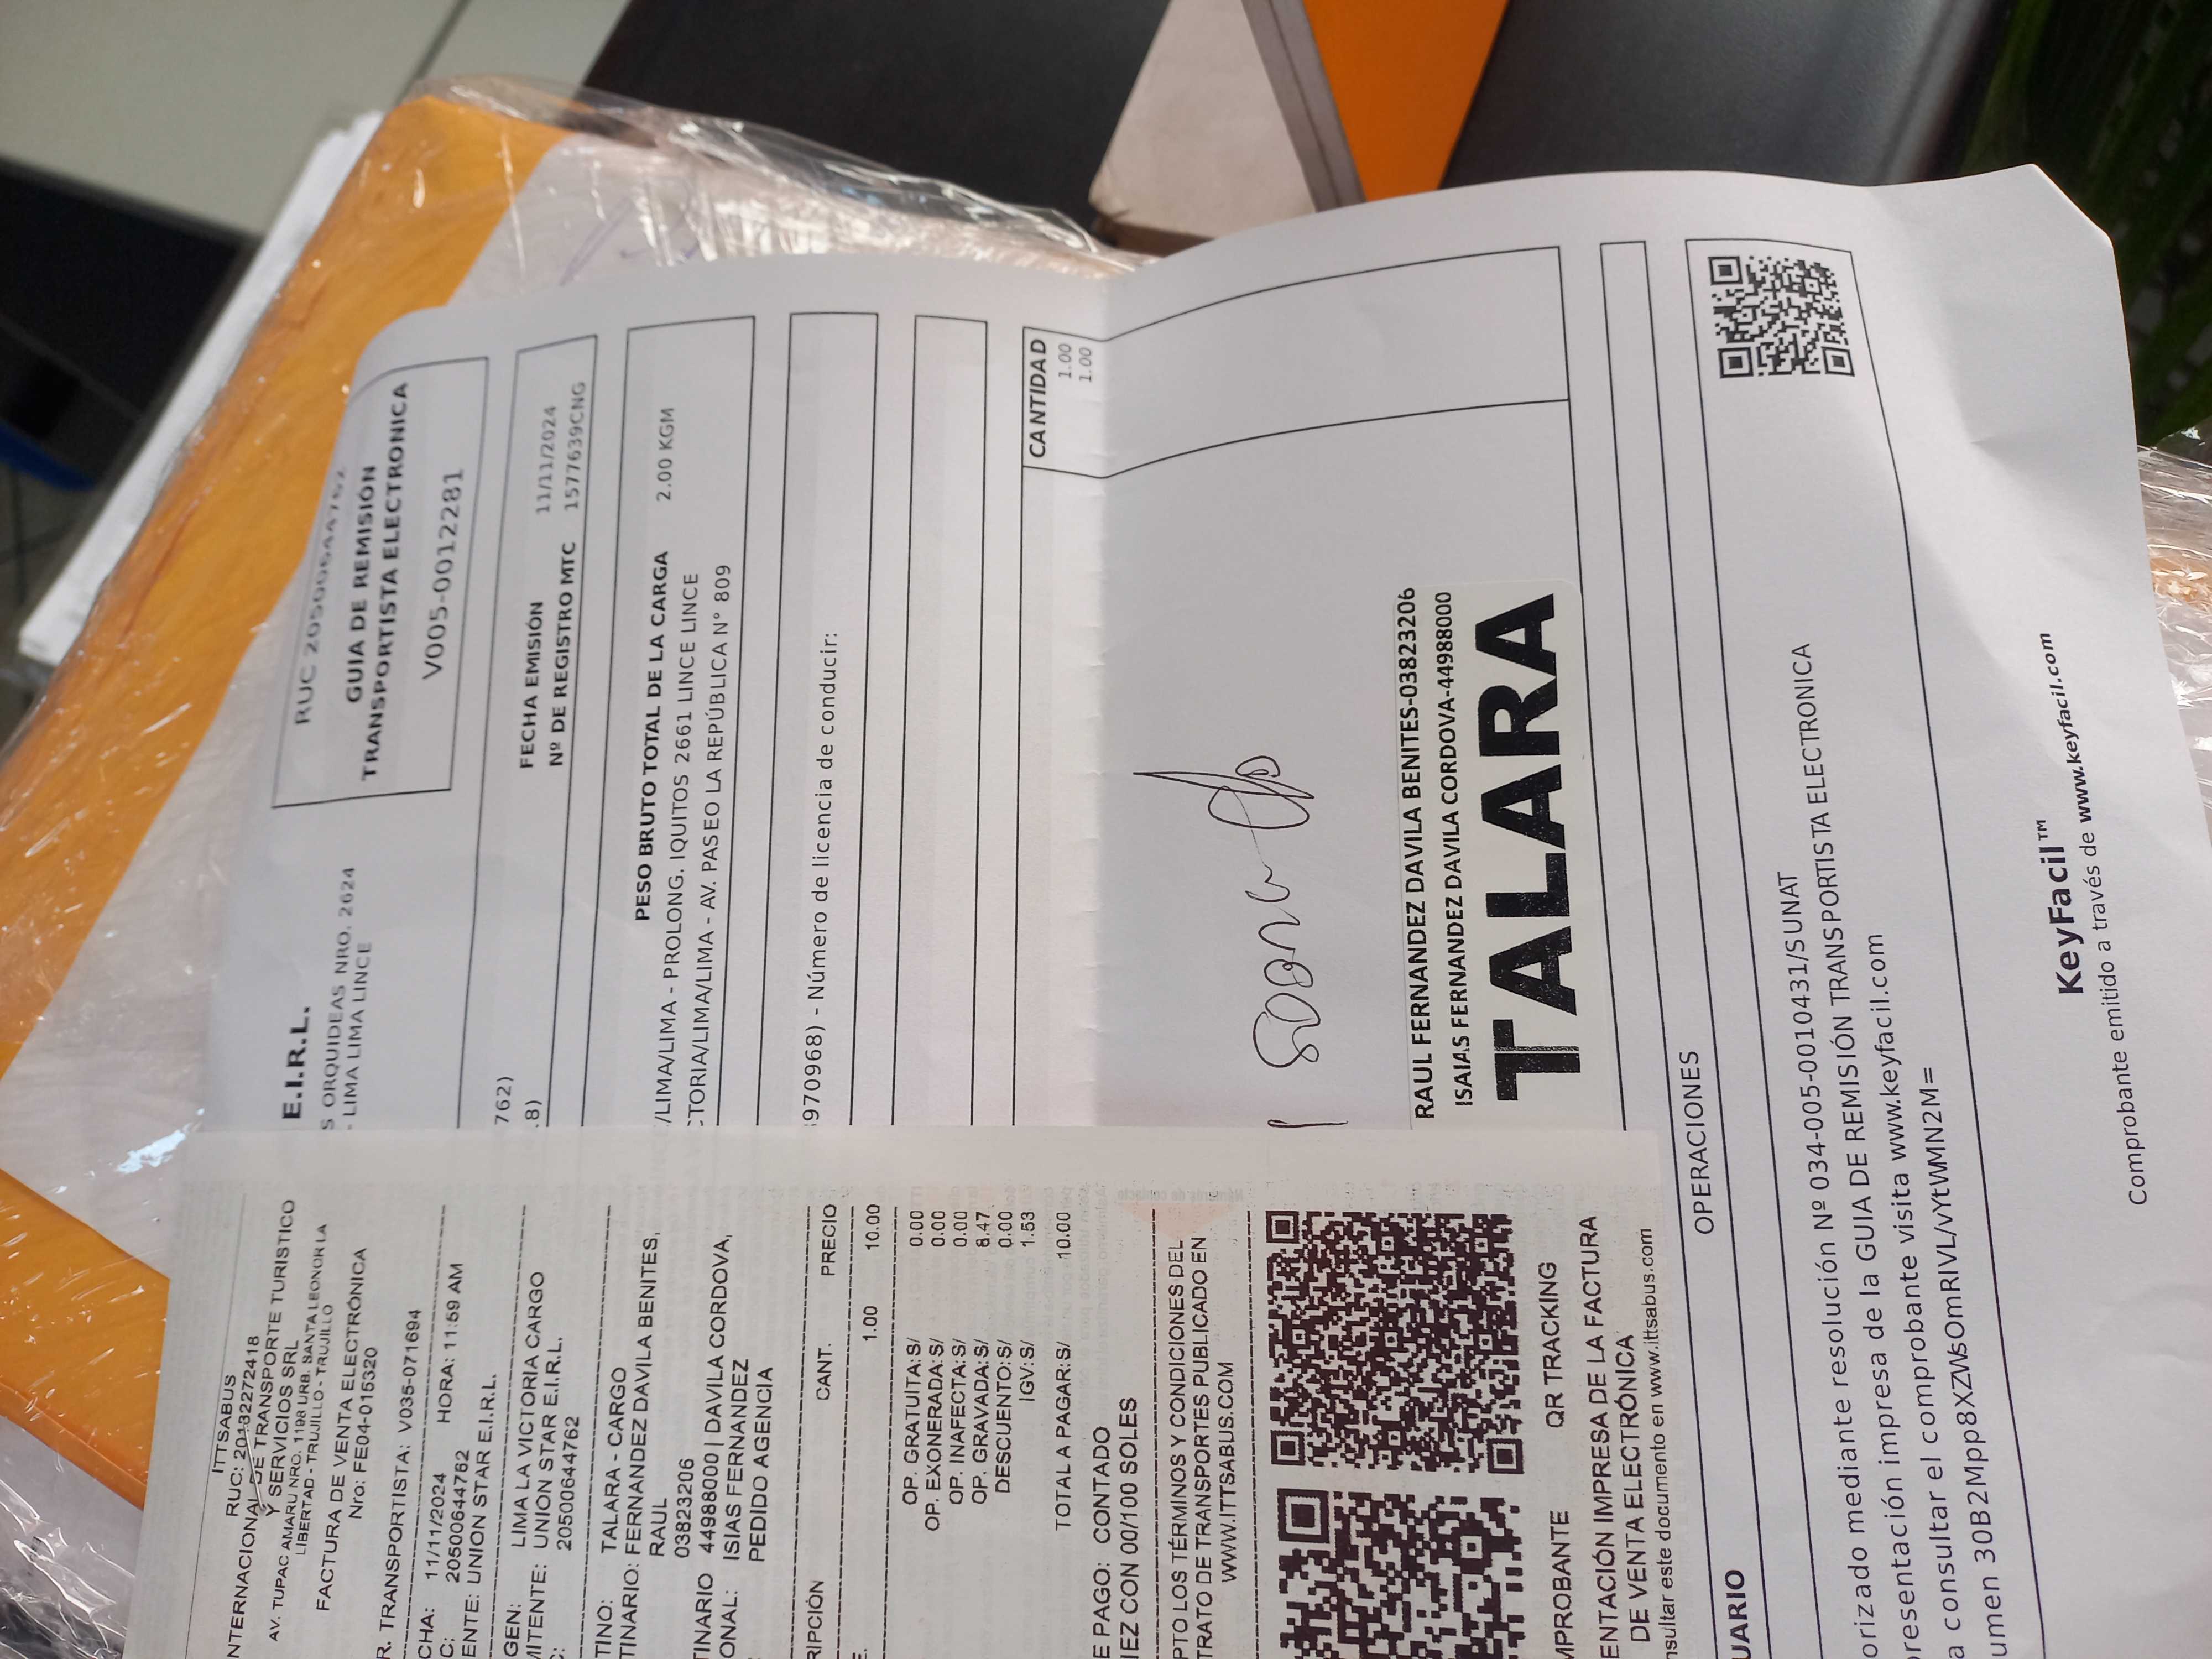 ITTSABUS
RUC: 20132272418
NTERNACIONAL DE TRANSPORTE TURISTICO
Y SERVICIOS SRL
AV. TUPAC AMARU NRO. 1198 URB. SANTA LEONOR LA
LIBERTAD - TRUJILLO - TRUJILLO
FACTURA DE VENTA ELECTRÓNICA
Nro: FE04-015320
R. TRANSPORTISTA: V035-071694
CHA: 11/11/2024 HORA: 11:59 AM
C: 20500644762
ENTE: UNION STAR E.I.R.L.
GEN: LIMA LA VICTORIA CARGO
MITENTE: UNION STAR E.I.R.L.
C: 20500644762
TINO: TALARA - CARGO
TINARIO: FERNANDEZ DAVILA BENITES,
RAUL
03823206
TINARIO 44988000 | DAVILA CORDOVA,
ONAL: ISIAS FERNANDEZ
PEDIDO AGENCIA
RIPCIÓN CANT. PRECIO
E. 1.00 10.00
OP. GRATUITA:S/ 0.00
OP. EXONERADA:S/ 0.00
OP. INAFECTA:S/ 0.00
OP. GRAVADA:S/ 8.47
DESCUENTO:S/ 0.00
IGV:S/ 1.53
TOTAL A PAGAR:S/ 10.00
E PAGO: CONTADO
IEZ CON 00/100 SOLES
PTO LOS TÉRMINOS Y CONDICIONES DEL
TRATO DE TRANSPORTES PUBLICADO EN
WWW.ITTSABUS.COM
MPROBANTE QR TRACKING
ENTACIÓN IMPRESA DE LA FACTURA
DE VENTA ELECTRÓNICA
nsultar este documento en www.ittsabus.com
E.I.R.L.
S ORQUIDEAS NRO. 2624
- LIMA LIMA LINCE
RUC 20500644762
GUIA DE REMISIÓN
TRANSPORTISTA ELECTRONICA
V005-0012281
762)
.8)
FECHA EMISIÓN 11/11/2024
Nº DE REGISTRO MTC 1577639CNG
PESO BRUTO TOTAL DE LA CARGA 2.00 KGM
/LIMA/LIMA - PROLONG. IQUITOS 2661 LINCE LINCE
CTORIA/LIMA/LIMA - AV. PASEO LA REPÚBLICA N° 809
970968) - Número de licencia de conducir:
CANTIDAD
1.00
1.00
RAUL FERNANDEZ DAVILA BENITES-03823206
ISAIAS FERNANDEZ DAVILA CORDOVA-44988000
TALARA
OPERACIONES
UARIO
orizado mediante resolución Nº 034-005-0010431/SUNAT
presentación impresa de la GUIA DE REMISIÓN TRANSPORTISTA ELECTRONICA
a consultar el comprobante visita www.keyfacil.com
umen 30B2Mpp8XZWsOmRIVL/vYtWMN2M=
KeyFacil™
Comprobante emitido a través de www.keyfacil.com